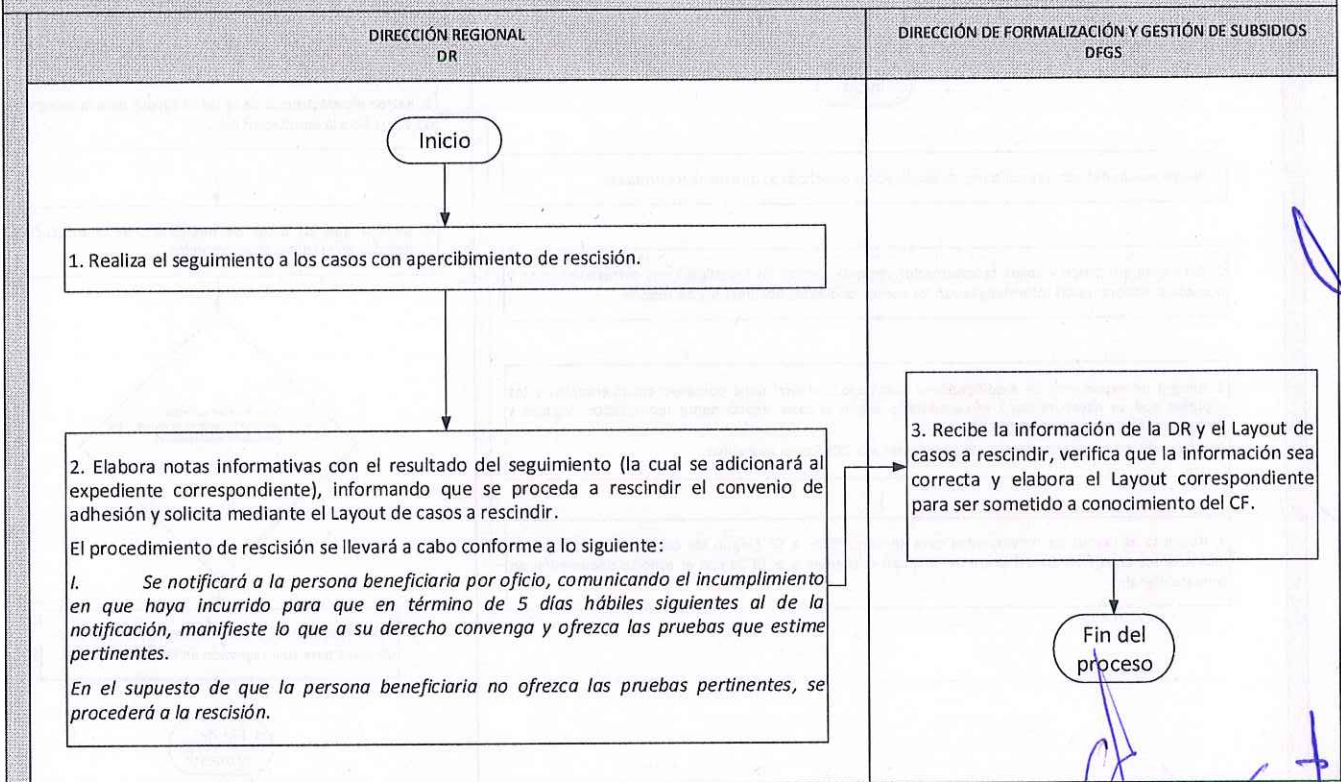 DIRECCIÓN REGIONAL
DR
DIRECCIÓN DE FORMALIZACIÓN Y GESTIÓN DE SUBSIDIOS
DFGS
Inicio
1. Realiza el seguimiento a los casos con apercibimiento de rescisión.
2. Elabora notas informativas con el resultado del seguimiento (la cual se adicionará al
expediente correspondiente), informando que se proceda a rescindir el convenio de
adhesión y solicita mediante el Layout de casos a rescindir.
El procedimiento de rescisión se llevará a cabo conforme a lo siguiente:
I. Se notificará a la persona beneficiaria por oficio, comunicando el incumplimiento
en que haya incurrido para que en término de 5 días hábiles siguientes al de la
notificación, manifieste lo que a su derecho convenga y ofrezca las pruebas que estime
pertinentes.
En el supuesto de que la persona beneficiaria no ofrezca las pruebas pertinentes, se
procederá a la rescisión.
3. Recibe la información de la DR y el Layout de
casos a rescindir, verifica que la información sea
correcta y elabora el Layout correspondiente
para ser sometido a conocimiento del CF.
Fin del
proceso